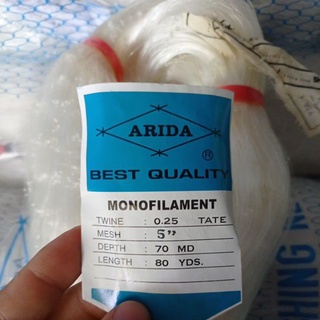 ARIDA
®
BEST QUALITY
MONOFILAMENT
TWINE : 0.25 TATE
MESH : 5"
DEPTH : 70 MD
LENGTH : 80 YDS.